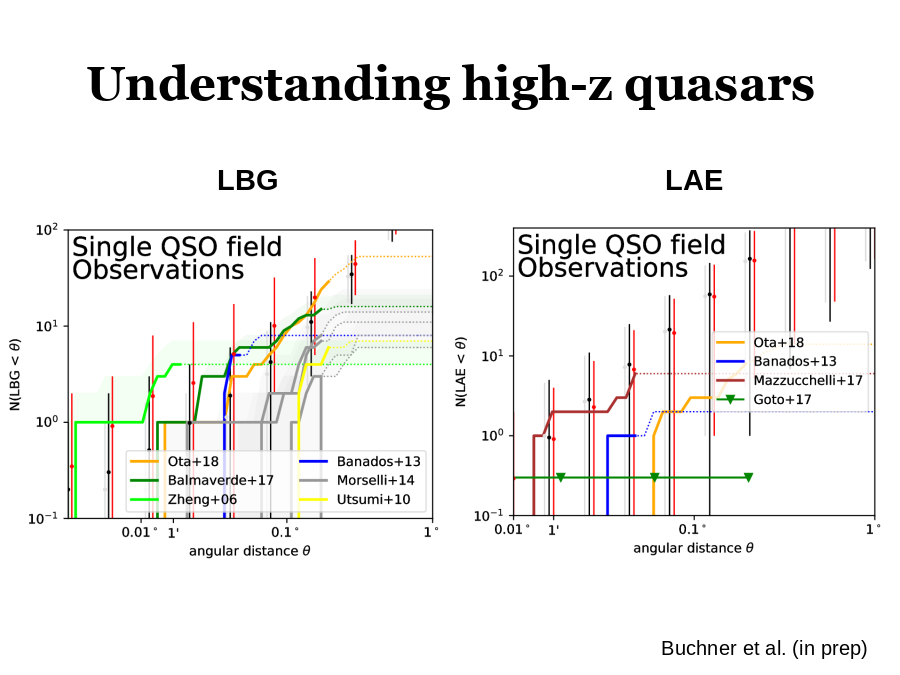 Understanding high-z quasars
LBG
LAE
Single QSO field
Observations
N(LBG < θ)
10²
10¹
10⁰
10⁻¹
Ota+18
Balmaverde+17
Zheng+06
Banados+13
Morselli+14
Utsumi+10
0.01° 1' 0.1° 1°
angular distance θ
Single QSO field
Observations
N(LAE < θ)
10²
10¹
10⁰
10⁻¹
Ota+18
Banados+13
Mazzucchelli+17
Goto+17
0.01° 1' 0.1° 1°
angular distance θ
Buchner et al. (in prep)